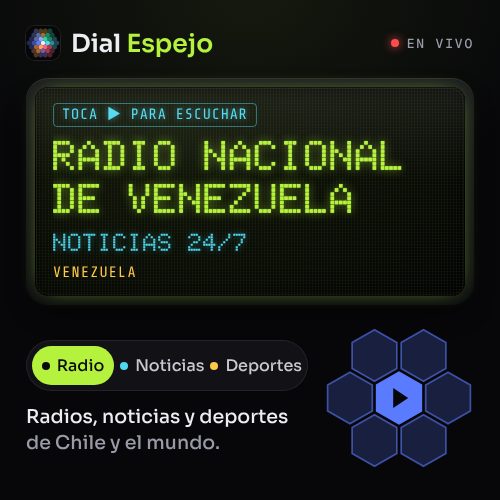 Dial Espejo
EN VIVO
TOCA ▶ PARA ESCUCHAR
RADIO NACIONAL
DE VENEZUELA
NOTICIAS 24/7
VENEZUELA
Radio Noticias Deportes
Radios, noticias y deportes
de Chile y el mundo.